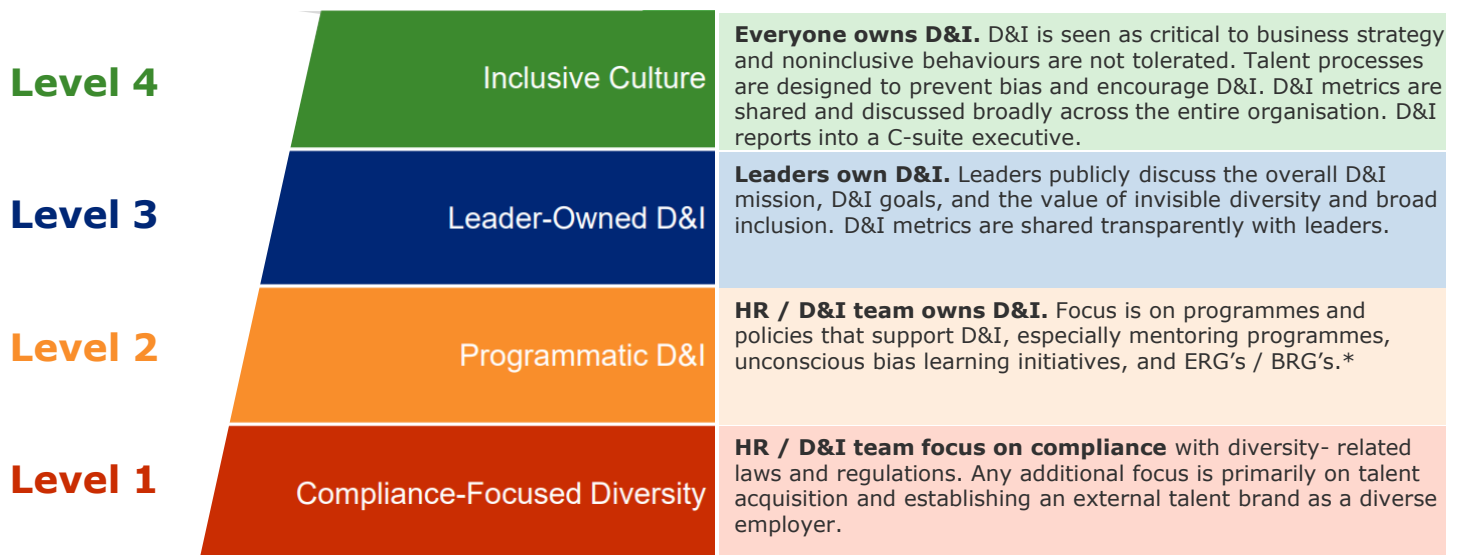 Level 4
Inclusive Culture
Everyone owns D&I. D&I is seen as critical to business strategy
and noninclusive behaviours are not tolerated. Talent processes
are designed to prevent bias and encourage D&I. D&I metrics are
shared and discussed broadly across the entire organisation. D&I
reports into a C-suite executive.
Level 3
Leader-Owned D&I
Leaders own D&I. Leaders publicly discuss the overall D&I
mission, D&I goals, and the value of invisible diversity and broad
inclusion. D&I metrics are shared transparently with leaders.
Level 2
Programmatic D&I
HR / D&I team owns D&I. Focus is on programmes and
policies that support D&I, especially mentoring programmes,
unconscious bias learning initiatives, and ERG's / BRG's.*
Level 1
Compliance-Focused Diversity
HR / D&I team focus on compliance with diversity- related
laws and regulations. Any additional focus is primarily on talent
acquisition and establishing an external talent brand as a diverse
employer.